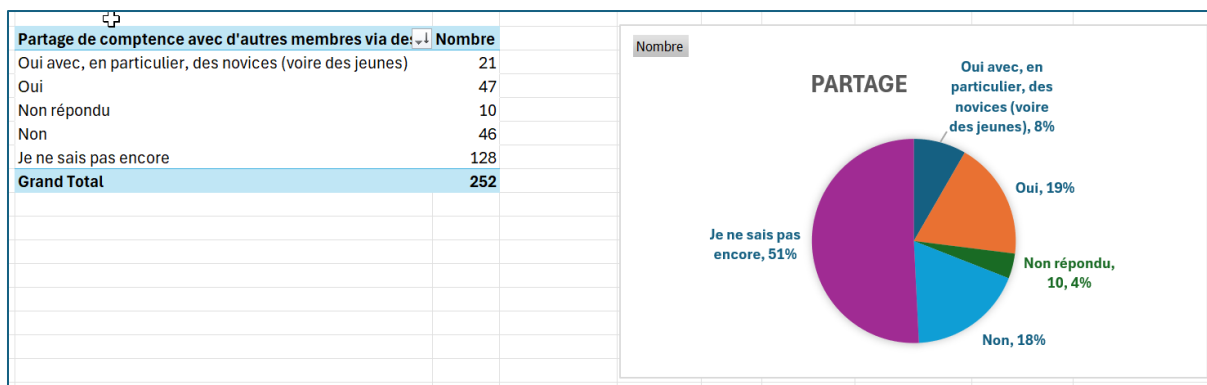 Partage de comptence avec d'autres membres via des Nombre
Oui avec, en particulier, des novices (voire des jeunes) 21
Oui 47
Non répondu 10
Non 46
Je ne sais pas encore 128
Grand Total 252
Nombre
PARTAGE
Oui avec, en
particulier, des
novices (voire
des jeunes), 8%
Oui, 19%
Non répondu,
10, 4%
Non, 18%
Je ne sais pas
encore, 51%